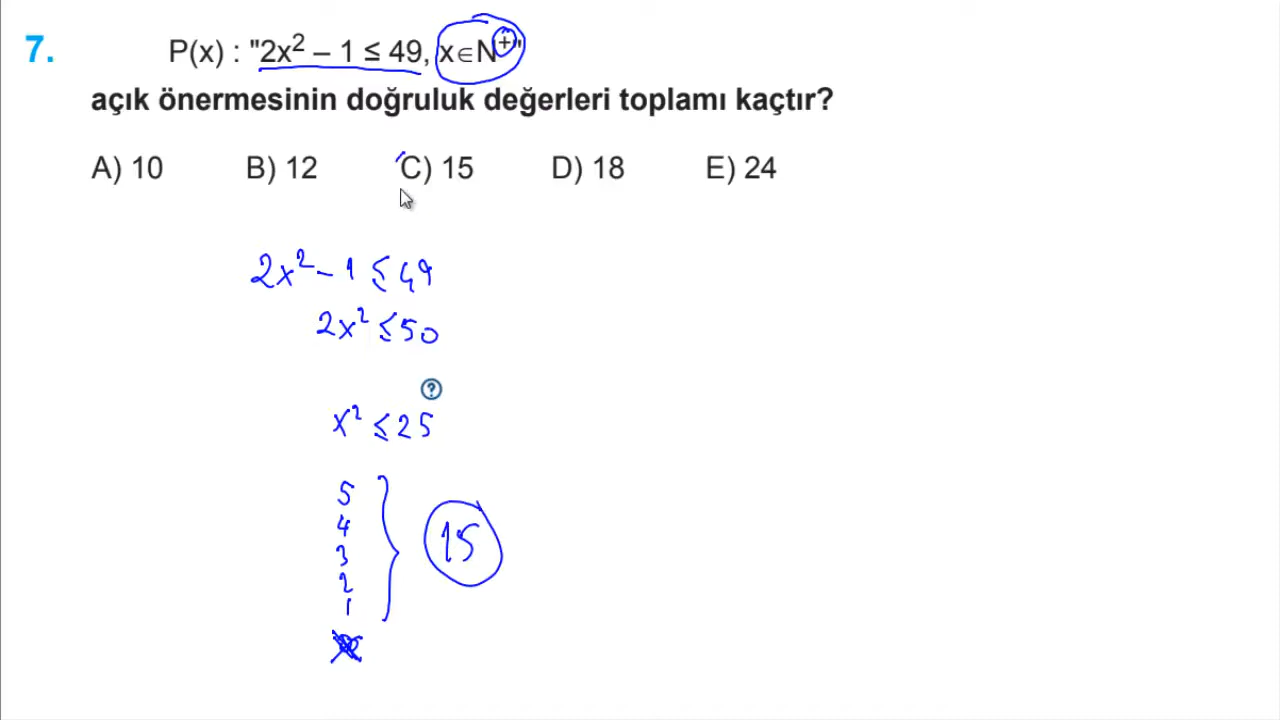 7. P(x) : "2x² – 1 ≤ 49, x∈N⁺"
açık önermesinin doğruluk değerleri toplamı kaçtır?
A) 10 B) 12 C) 15 D) 18 E) 24
2x² – 1 ≤ 49
2x² ≤ 50
?
x² ≤ 25
5
4
3
2
1
15